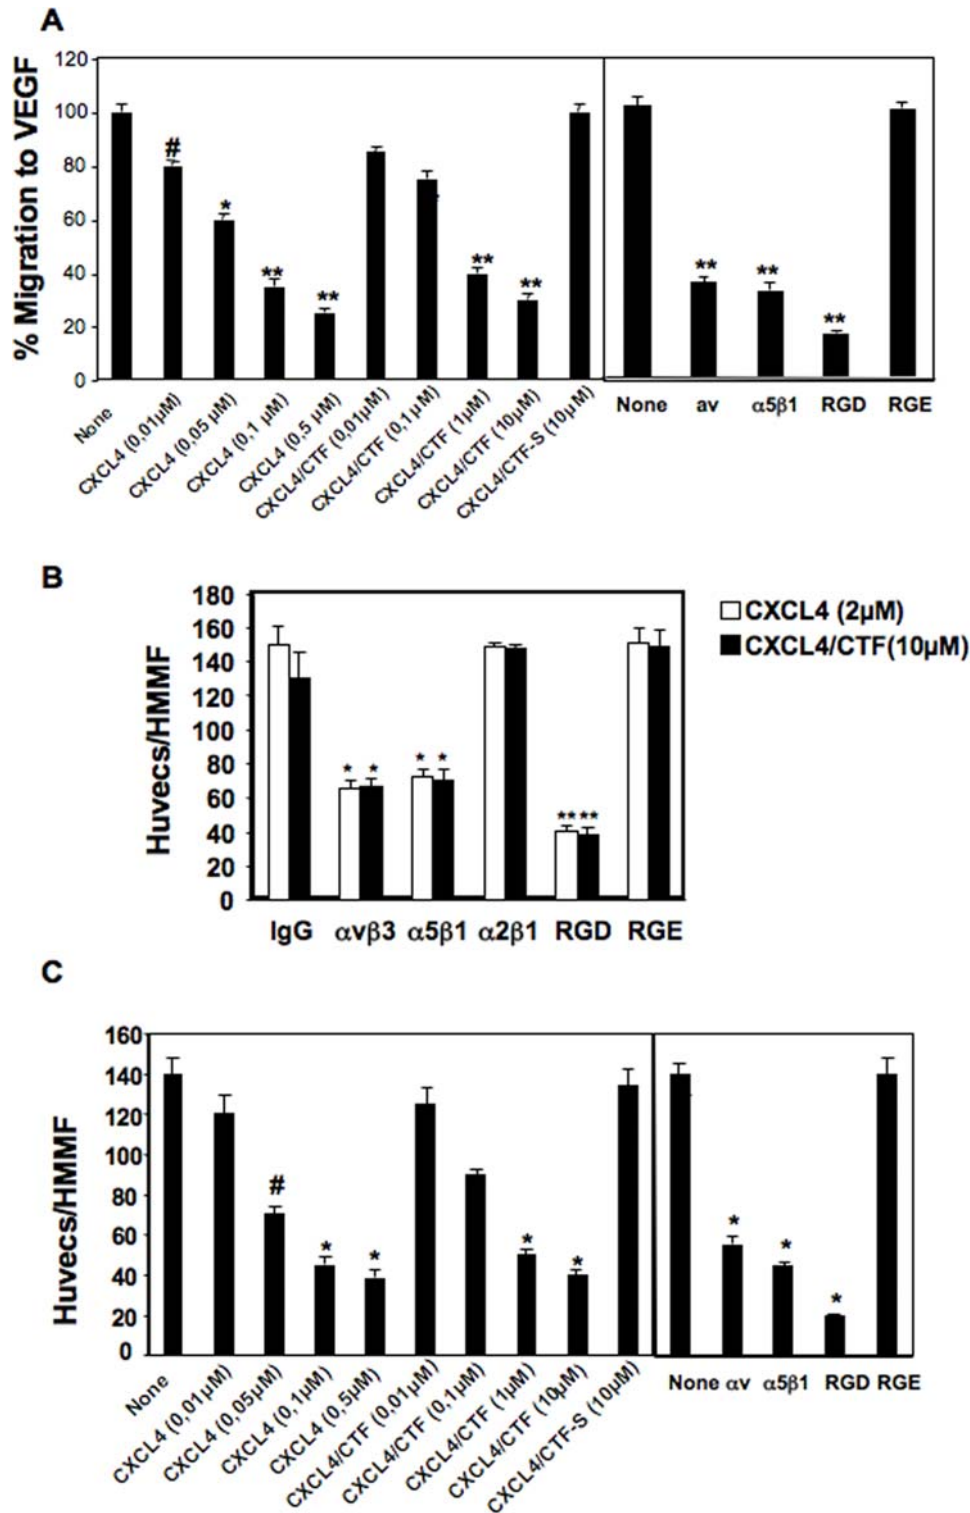 A
% Migration to VEGF
120
100
80
60
40
20
0
#
*
**
**
**
**
None
CXCL4 (0,01µM)
CXCL4 (0,05 µM)
CXCL4 (0,1 µM)
CXCL4 (0,5 µM)
CXCL4/CTF (0,01µM)
CXCL4/CTF (0,1µM)
CXCL4/CTF (1µM)
CXCL4/CTF (10µM)
CXCL4/CTF-S (10µM)
**
**
**
None av α5β1 RGD RGE
B
Huvecs/HMMF
180
160
140
120
100
80
60
40
20
0
* * * *
** **
IgG αvβ3 α5β1 α2β1 RGD RGE
CXCL4 (2µM)
CXCL4/CTF(10µM)
C
Huvecs/HMMF
160
140
120
100
80
60
40
20
0
#
*
*
*
*
None
CXCL4 (0,01µM)
CXCL4 (0,05µM)
CXCL4 (0,1µM)
CXCL4 (0,5µM)
CXCL4/CTF (0,01µM)
CXCL4/CTF (0,1µM)
CXCL4/CTF (1µM)
CXCL4/CTF (10µM)
CXCL4/CTF-S (10µM)
*
*
*
None αv α5β1 RGD RGE